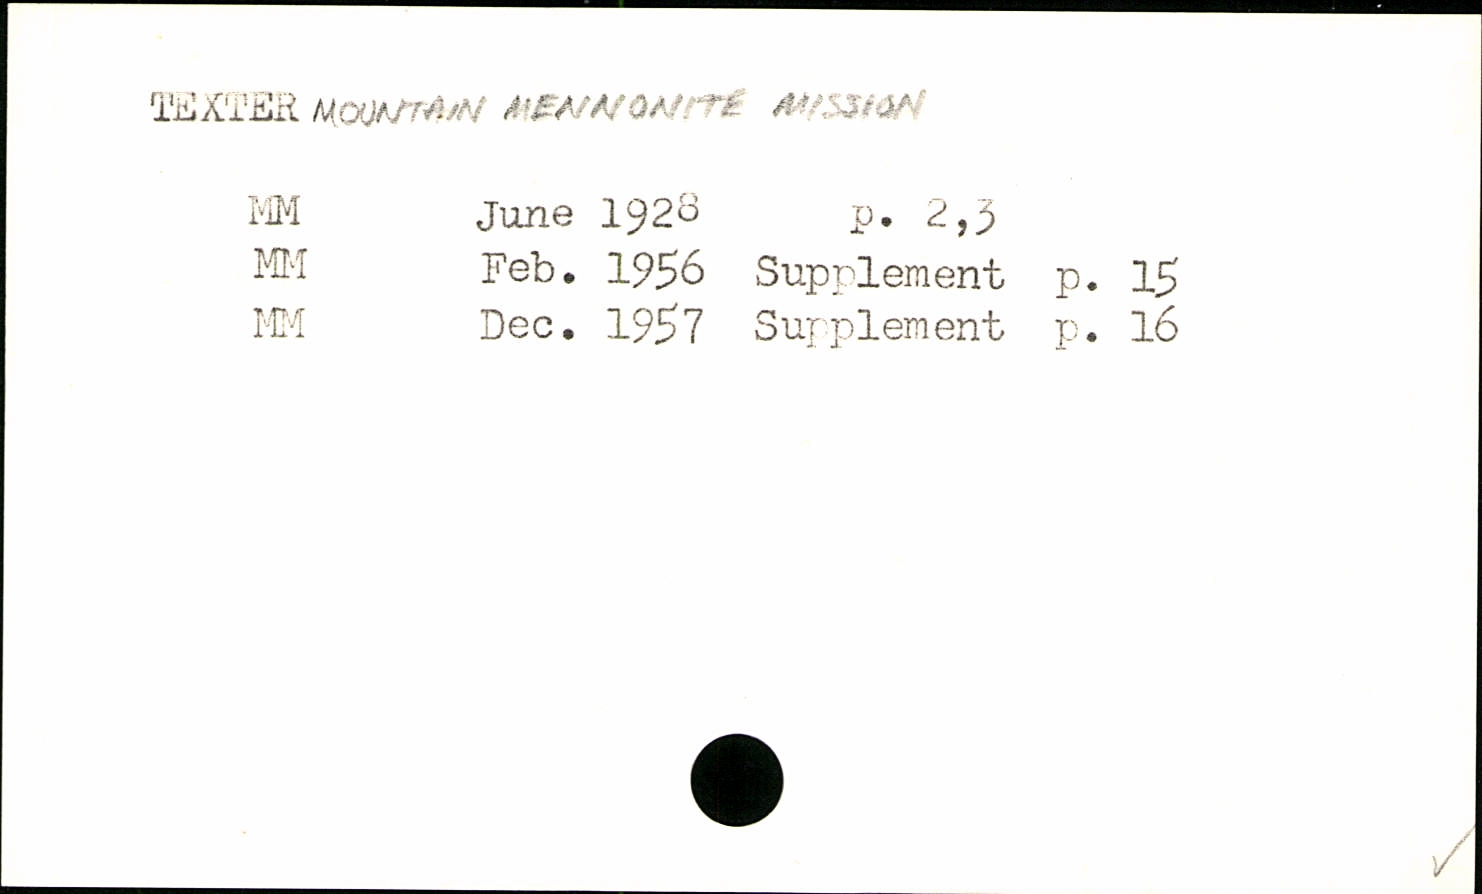 TEXTER MOUNTAIN MENNONITE MISSION
MM June 1928 p. 2,3
MM Feb. 1956 Supplement p. 15
MM Dec. 1957 Supplement p. 16